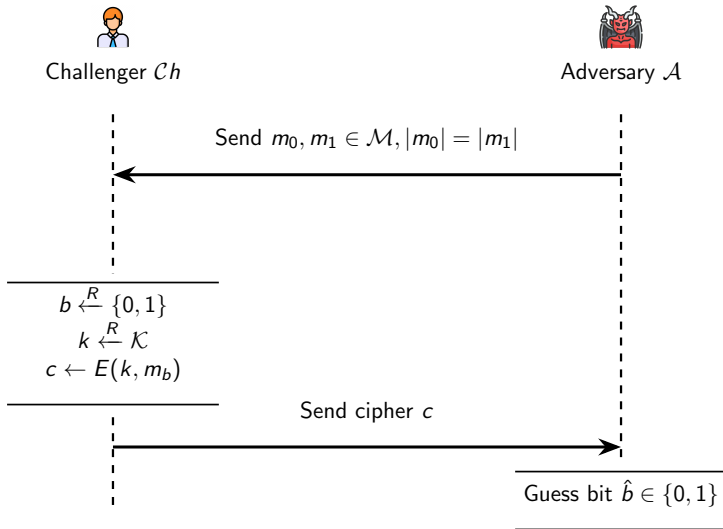 Challenger 𝒞h
Adversary 𝒜
Send m₀, m₁ ∈ ℳ, |m₀| = |m₁|
b ←ᴿ {0, 1}
k ←ᴿ 𝒦
c ← E(k, m_b)
Send cipher c
Guess bit b̂ ∈ {0, 1}